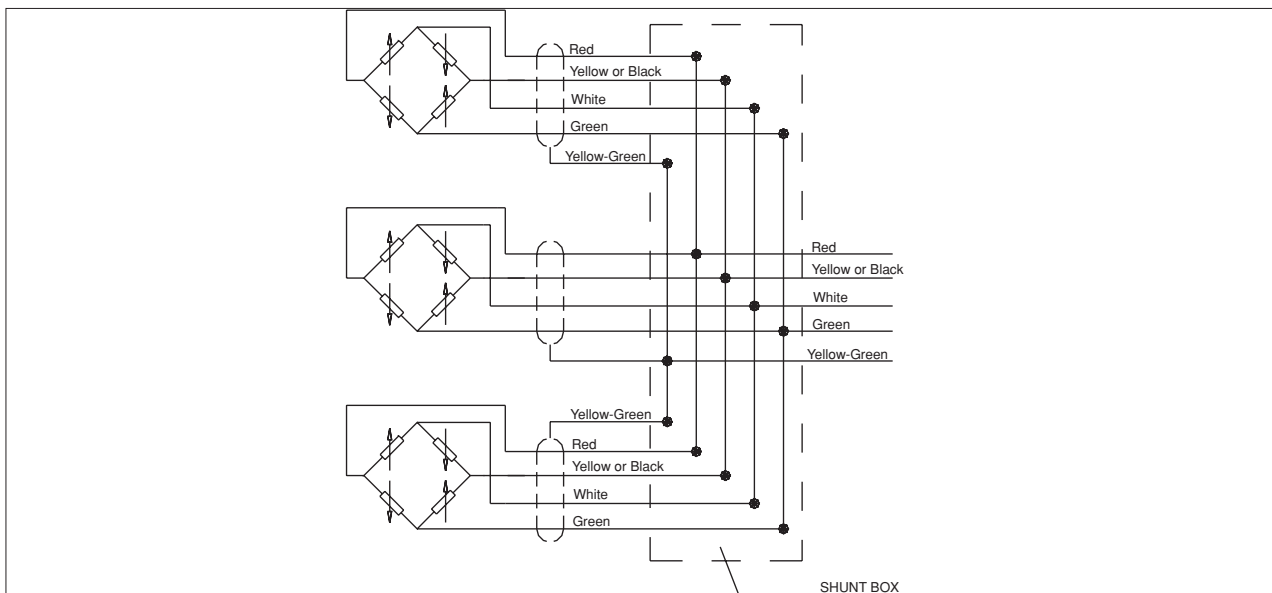 Red
Yellow or Black
White
Green
Yellow-Green
Red
Yellow or Black
White
Green
Yellow-Green
Yellow-Green
Red
Yellow or Black
White
Green
SHUNT BOX